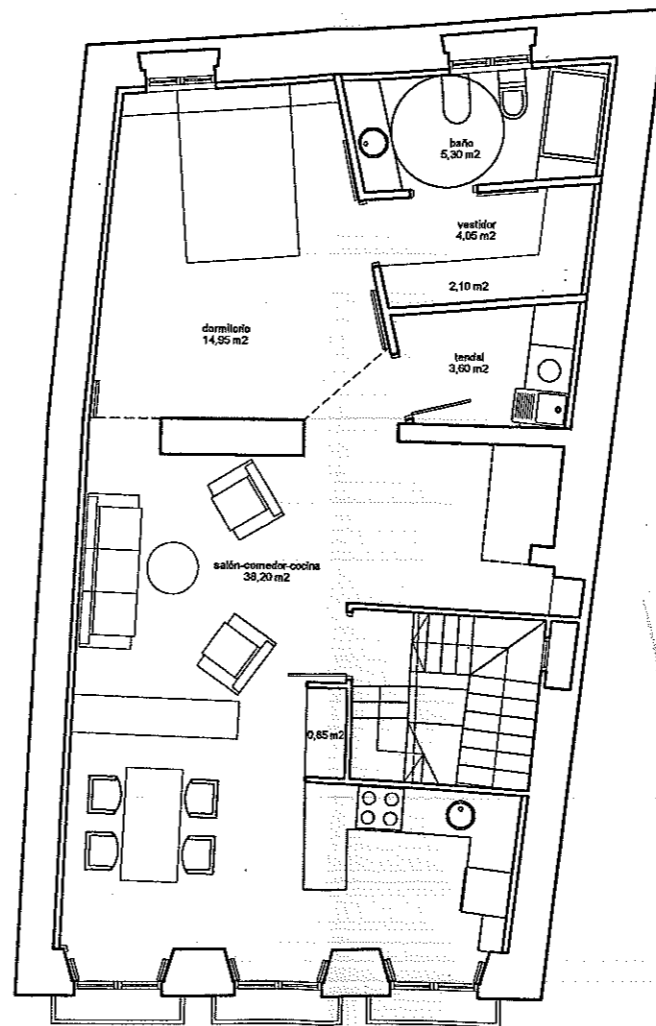 baño
5,30 m2
vestidor
4,05 m2
2,10 m2
dormitorio
14,95 m2
tendal
3,60 m2
salón-comedor-cocina
38,20 m2
0,85 m2